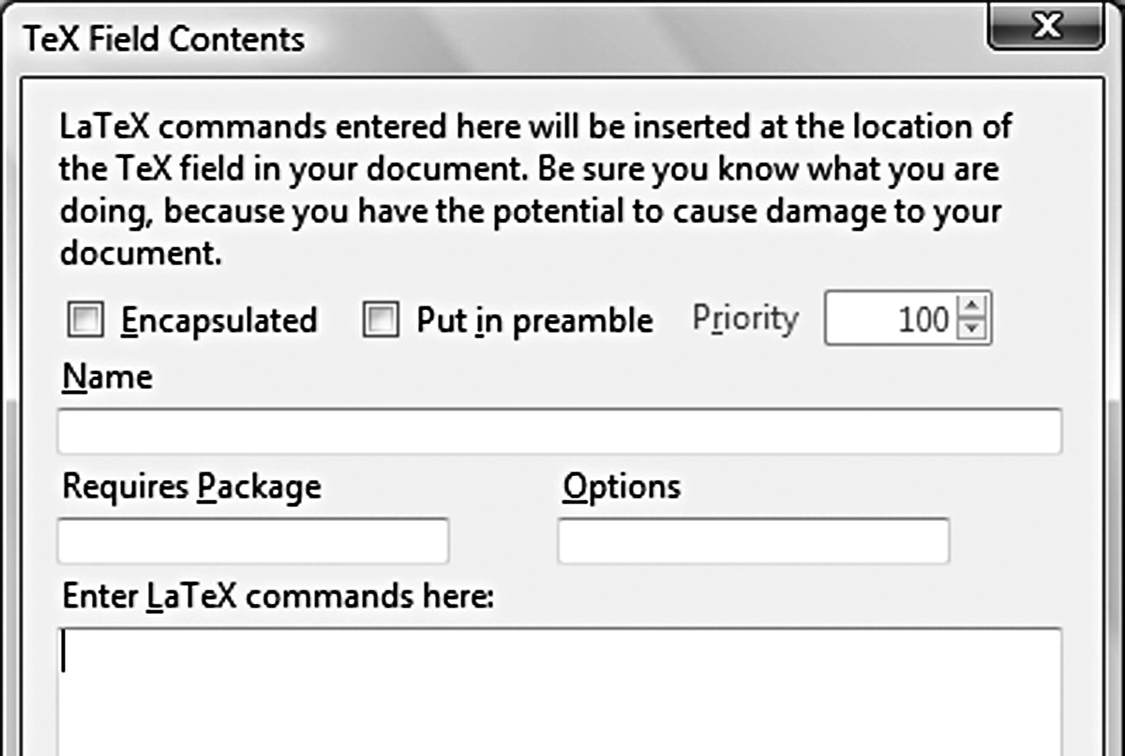 TeX Field Contents
LaTeX commands entered here will be inserted at the location of
the TeX field in your document. Be sure you know what you are
doing, because you have the potential to cause damage to your
document.
Encapsulated Put in preamble Priority 100
Name
Requires Package Options
Enter LaTeX commands here: